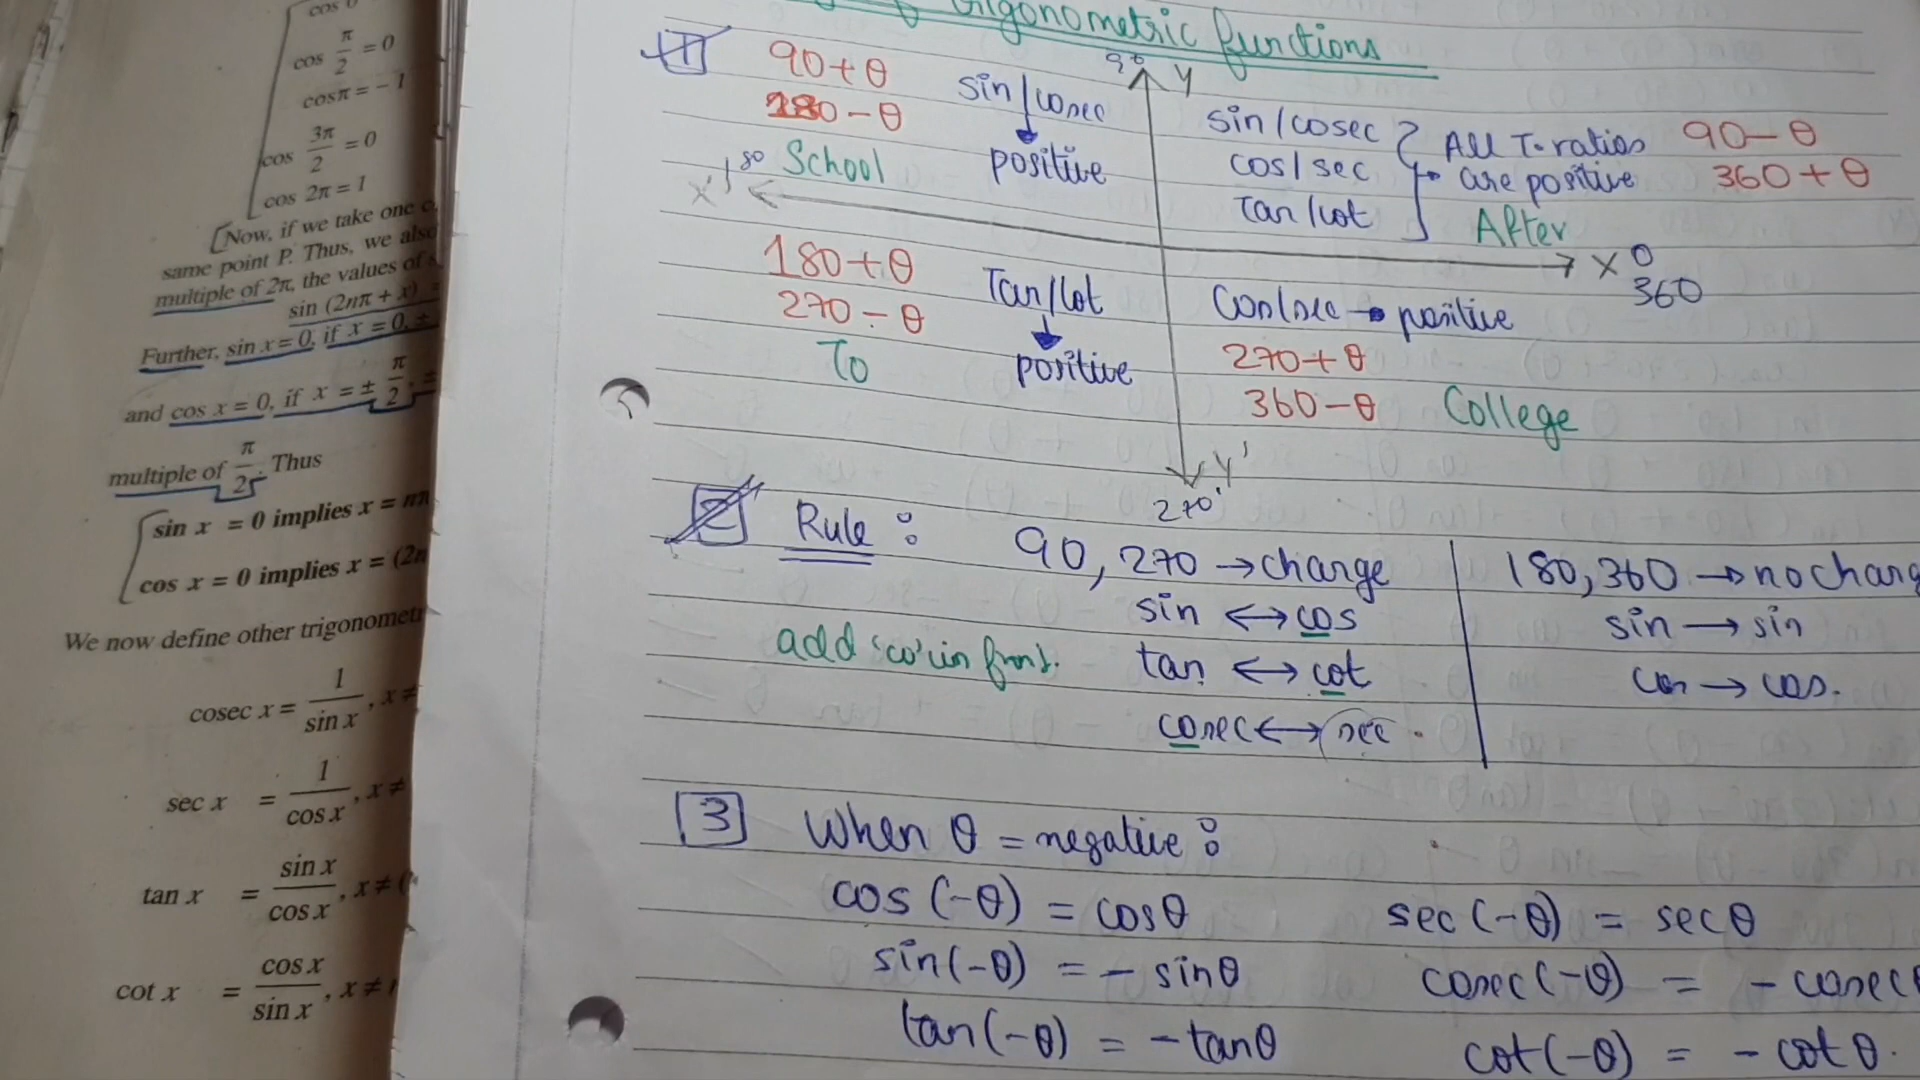 cos
cos π/2 = 0
cosπ = – 1
cos 3π/2 = 0
cos 2π = 1
Now, if we take one
same point P. Thus, we also
multiple of 2π, the values of
sin (2nπ + x)
Further, sin x = 0, if x = 0, ±
and cos x = 0, if x = ± π/2, ±
multiple of π/2. Thus
sin x = 0 implies x =
cos x = 0 implies x = (2n
We now define other
cosec x = 1/sin x, x ≠
sec x = 1/cos x, x ≠
tan x = sin x/cos x, x ≠ (
cot x = cos x/sin x, x ≠
Trigonometric functions
1
90+θ
180-θ
School
sin/cosec
positive
90 Y
sin/cosec
cos/sec
Tan/cot
All T-ratios
are positive
After
90-θ
360+θ
X' 180
X 0
360
180+θ
270-θ
To
Tan/Cot
positive
Cos/sec → positive
270+θ
360-θ College
Y'
270
2 Rule:
90, 270 → change
sin ↔ cos
add 'co' in front. tan ↔ cot
cosec ↔ sec.
180, 360 → no chang
sin → sin
cos → cos.
3 When θ = negative:
cos (-θ) = cosθ sec (-θ) = secθ
sin(-θ) = - sinθ cosec(-θ) = - cosec
tan(-θ) = -tanθ cot(-θ) = - cotθ.